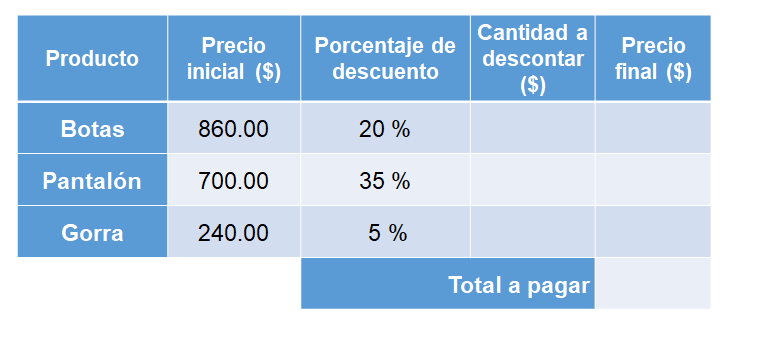 Producto
Precio
inicial ($)
Porcentaje de
descuento
Cantidad a
descontar
($)
Precio
final ($)
Botas
860.00
20 %
Pantalón
700.00
35 %
Gorra
240.00
5 %
Total a pagar